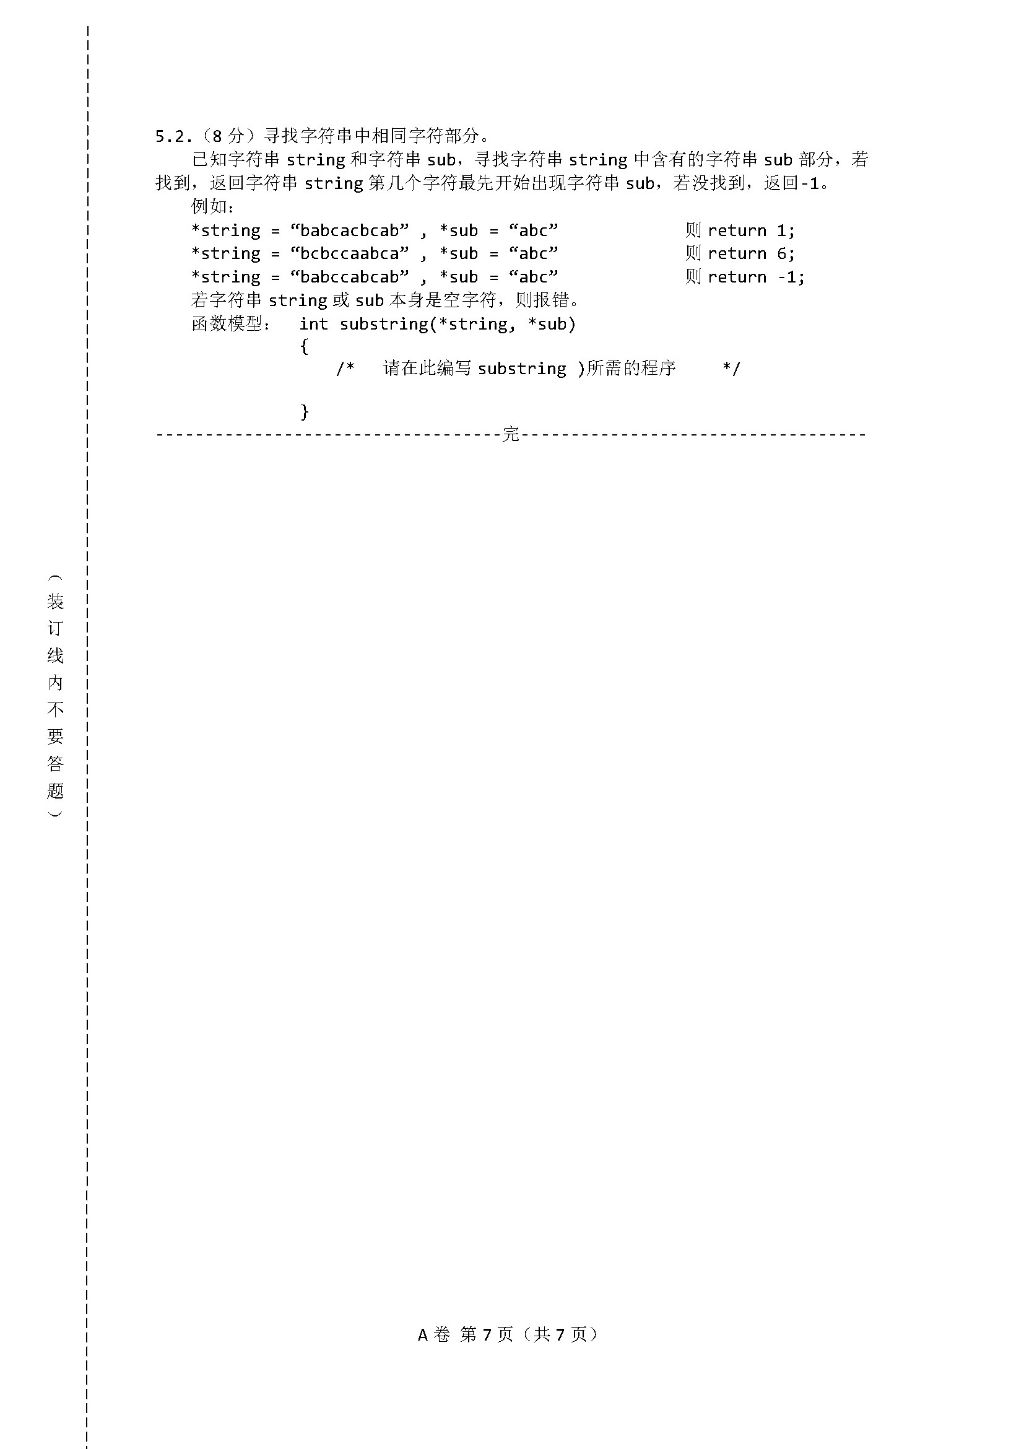 5.2.（8 分）寻找字符串中相同字符部分。
已知字符串 string 和字符串 sub，寻找字符串 string 中含有的字符串 sub 部分，若
找到，返回字符串 string 第几个字符最先开始出现字符串 sub，若没找到，返回-1。
例如：
*string = “babcacbcab” , *sub = “abc” 则 return 1;
*string = “bcbccaabca” , *sub = “abc” 则 return 6;
*string = “babccabcab” , *sub = “abc” 则 return -1;
若字符串 string 或 sub 本身是空字符，则报错。
函数模型： int substring(*string, *sub)
{
/* 请在此编写 substring )所需的程序 */
}
-----------------------------------完-----------------------------------
（装订线内不要答题）
A 卷 第 7 页（共 7 页）